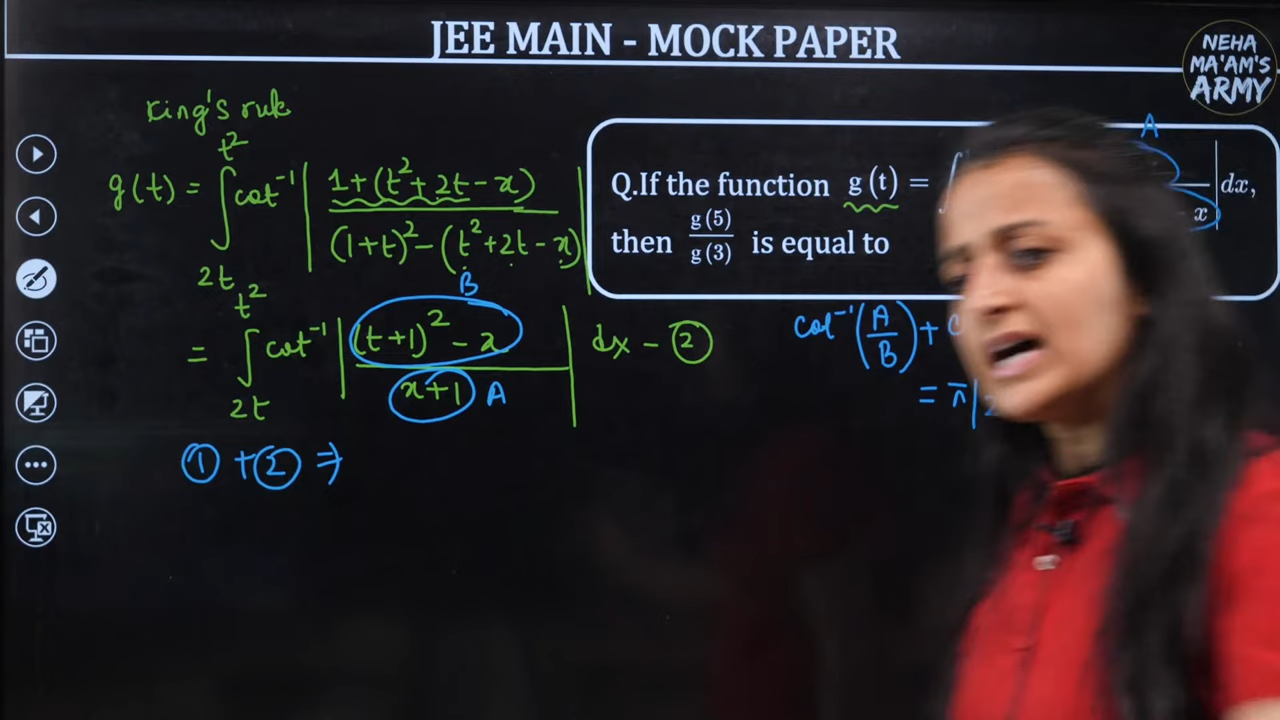 JEE MAIN - MOCK PAPER
NEHA
MA'AM'S
ARMY
King's rule
g(t) = ∫_{2t}^{t²} cot⁻¹ | 1+(t²+2t-x) / (1+t)²-(t²+2t-x) |
= ∫_{2t}^{t²} cot⁻¹ | (t+1)²-x / x+1 | dx - ②
B
A
① + ② ⇒
Q.If the function g(t) = ∫ x | dx,
then g(5)/g(3) is equal to
A
cot⁻¹(A/B) +
= π/2